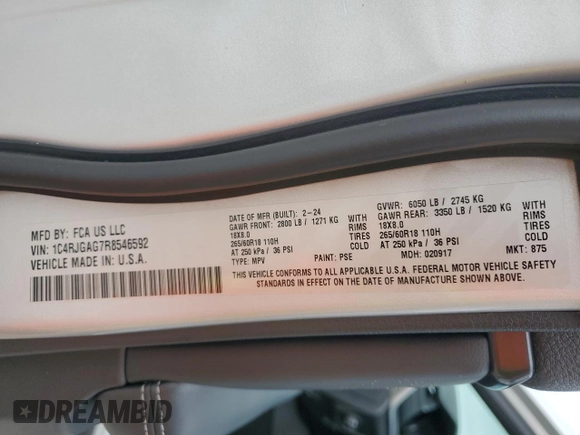 MFD BY: FCA US LLC
VIN: 1C4RJGAG7R8546592
VEHICLE MADE IN: U.S.A.
DATE OF MFR (BUILT): 2-24
GAWR FRONT: 2800 LB / 1271 KG
18X8.0 RIMS
265/60R18 110H TIRES
AT 250 kPa / 36 PSI COLD
TYPE: MPV PAINT: PSE
GVWR: 6050 LB / 2745 KG
GAWR REAR: 3350 LB / 1520 KG
18X8.0 RIMS
265/60R18 110H TIRES
AT 250 kPa / 36 PSI COLD
MDH: 020917 MKT: 875
THIS VEHICLE CONFORMS TO ALL APPLICABLE U.S.A. FEDERAL MOTOR VEHICLE SAFETY
STANDARDS IN EFFECT ON THE DATE OF MANUFACTURE SHOWN ABOVE.
DREAMBID